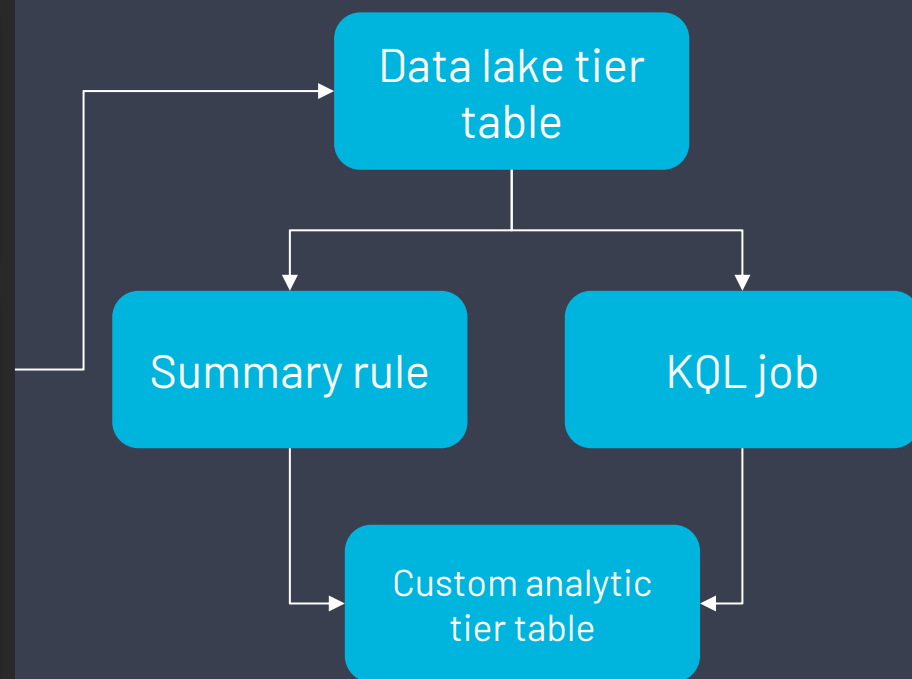 Data lake tier
table
Summary rule
KQL job
Custom analytic
tier table